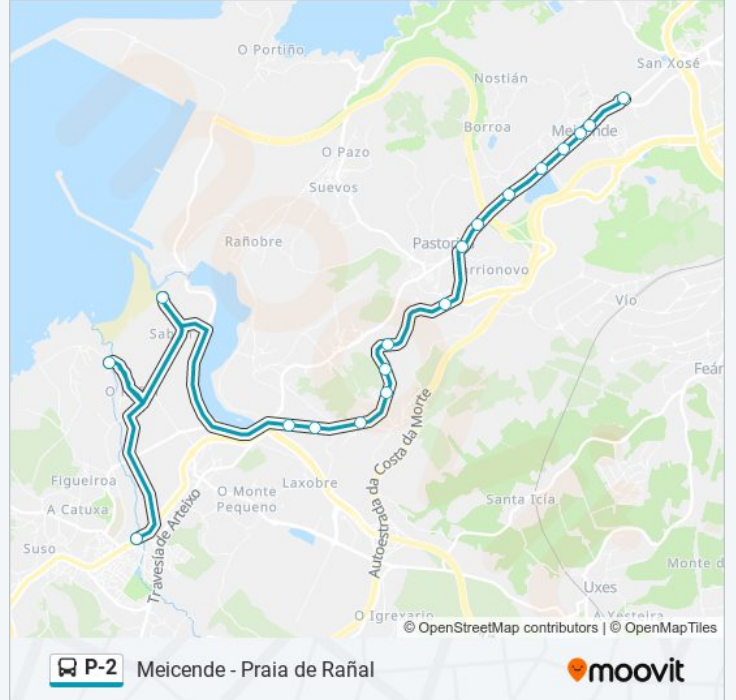 O Portiño
San Xosé
Nostián
Borroa
Meicende
O Pazo
Suevos
Rañobre
Pastoriza
Arrionovo
Vío
Sabón
Feár
O R
Autoestrada da Costa da Morte
Figueiroa
O Monte
Pequeno
Laxobre
Santa Icía
A Catuxa
Travesía de Arteixo
Suso
Monte d
Uxes
O Igrexario
A Xesteira
© OpenStreetMap contributors | © OpenMapTiles
P-2 Meicende - Praia de Rañal
moovit